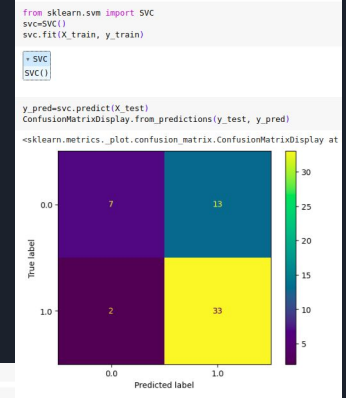 from sklearn.svm import SVC
svc=SVC()
svc.fit(X_train, y_train)
▾ SVC
SVC()
y_pred=svc.predict(X_test)
ConfusionMatrixDisplay.from_predictions(y_test, y_pred)
<sklearn.metrics._plot.confusion_matrix.ConfusionMatrixDisplay at
30
0.0
7
13
25
20
True label
15
1.0
2
33
10
5
0.0
1.0
Predicted label